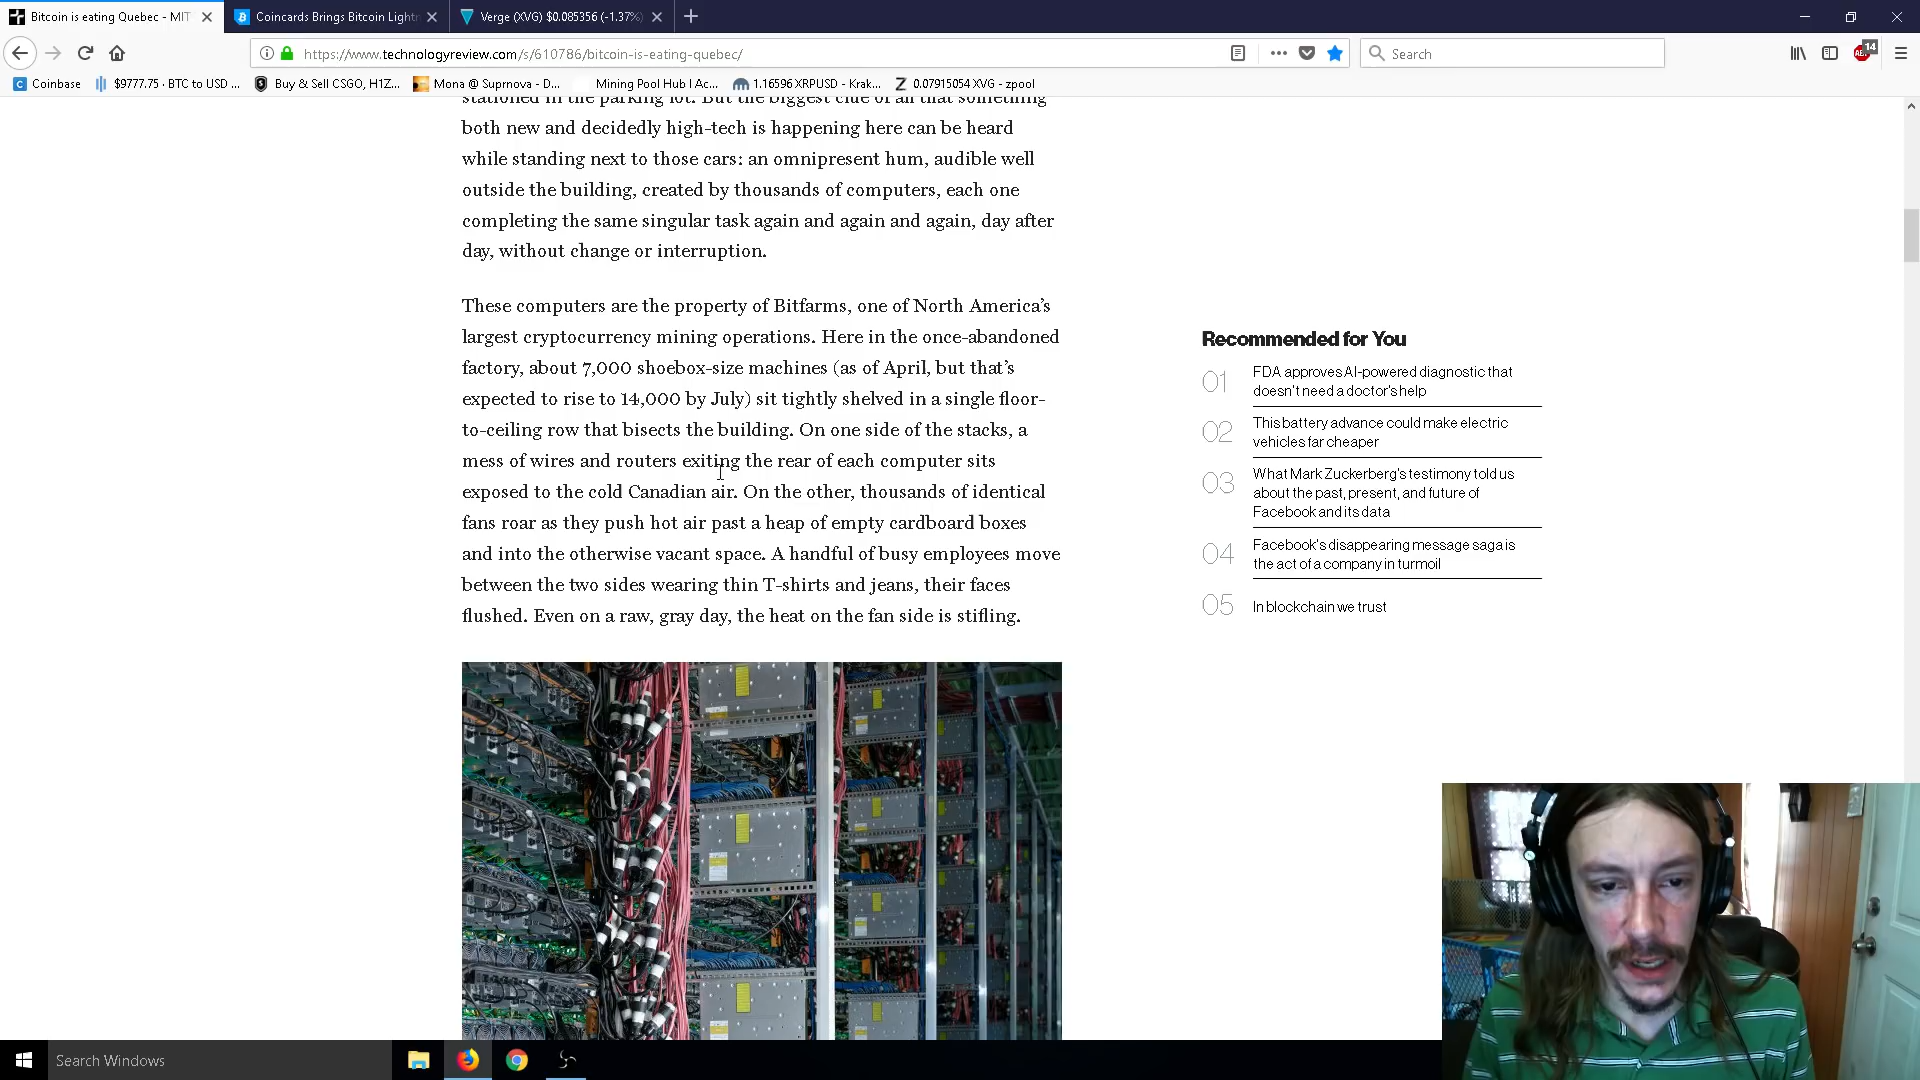 Bitcoin is eating Quebec - MIT
Coincards Brings Bitcoin Lightn
Verge (XVG) $0.085356 (-1.37%)
https://www.technologyreview.com/s/610786/bitcoin-is-eating-quebec/
Search
14
Coinbase
$9777.75 · BTC to USD ...
Buy & Sell CSGO, H1Z...
Mona @ Suprnova - D...
Mining Pool Hub | Ac...
1.16596 XRPUSD - Krak...
0.07915054 XVG - zpool
stationed in the parking lot. But the biggest clue of all that something
both new and decidedly high-tech is happening here can be heard
while standing next to those cars: an omnipresent hum, audible well
outside the building, created by thousands of computers, each one
completing the same singular task again and again and again, day after
day, without change or interruption.
These computers are the property of Bitfarms, one of North America’s
largest cryptocurrency mining operations. Here in the once-abandoned
factory, about 7,000 shoebox-size machines (as of April, but that’s
expected to rise to 14,000 by July) sit tightly shelved in a single floor-
to-ceiling row that bisects the building. On one side of the stacks, a
mess of wires and routers exiting the rear of each computer sits
exposed to the cold Canadian air. On the other, thousands of identical
fans roar as they push hot air past a heap of empty cardboard boxes
and into the otherwise vacant space. A handful of busy employees move
between the two sides wearing thin T-shirts and jeans, their faces
flushed. Even on a raw, gray day, the heat on the fan side is stifling.
Recommended for You
01 FDA approves AI-powered diagnostic that
doesn't need a doctor's help
02 This battery advance could make electric
vehicles far cheaper
03 What Mark Zuckerberg's testimony told us
about the past, present, and future of
Facebook and its data
04 Facebook's disappearing message saga is
the act of a company in turmoil
05 In blockchain we trust
Search Windows